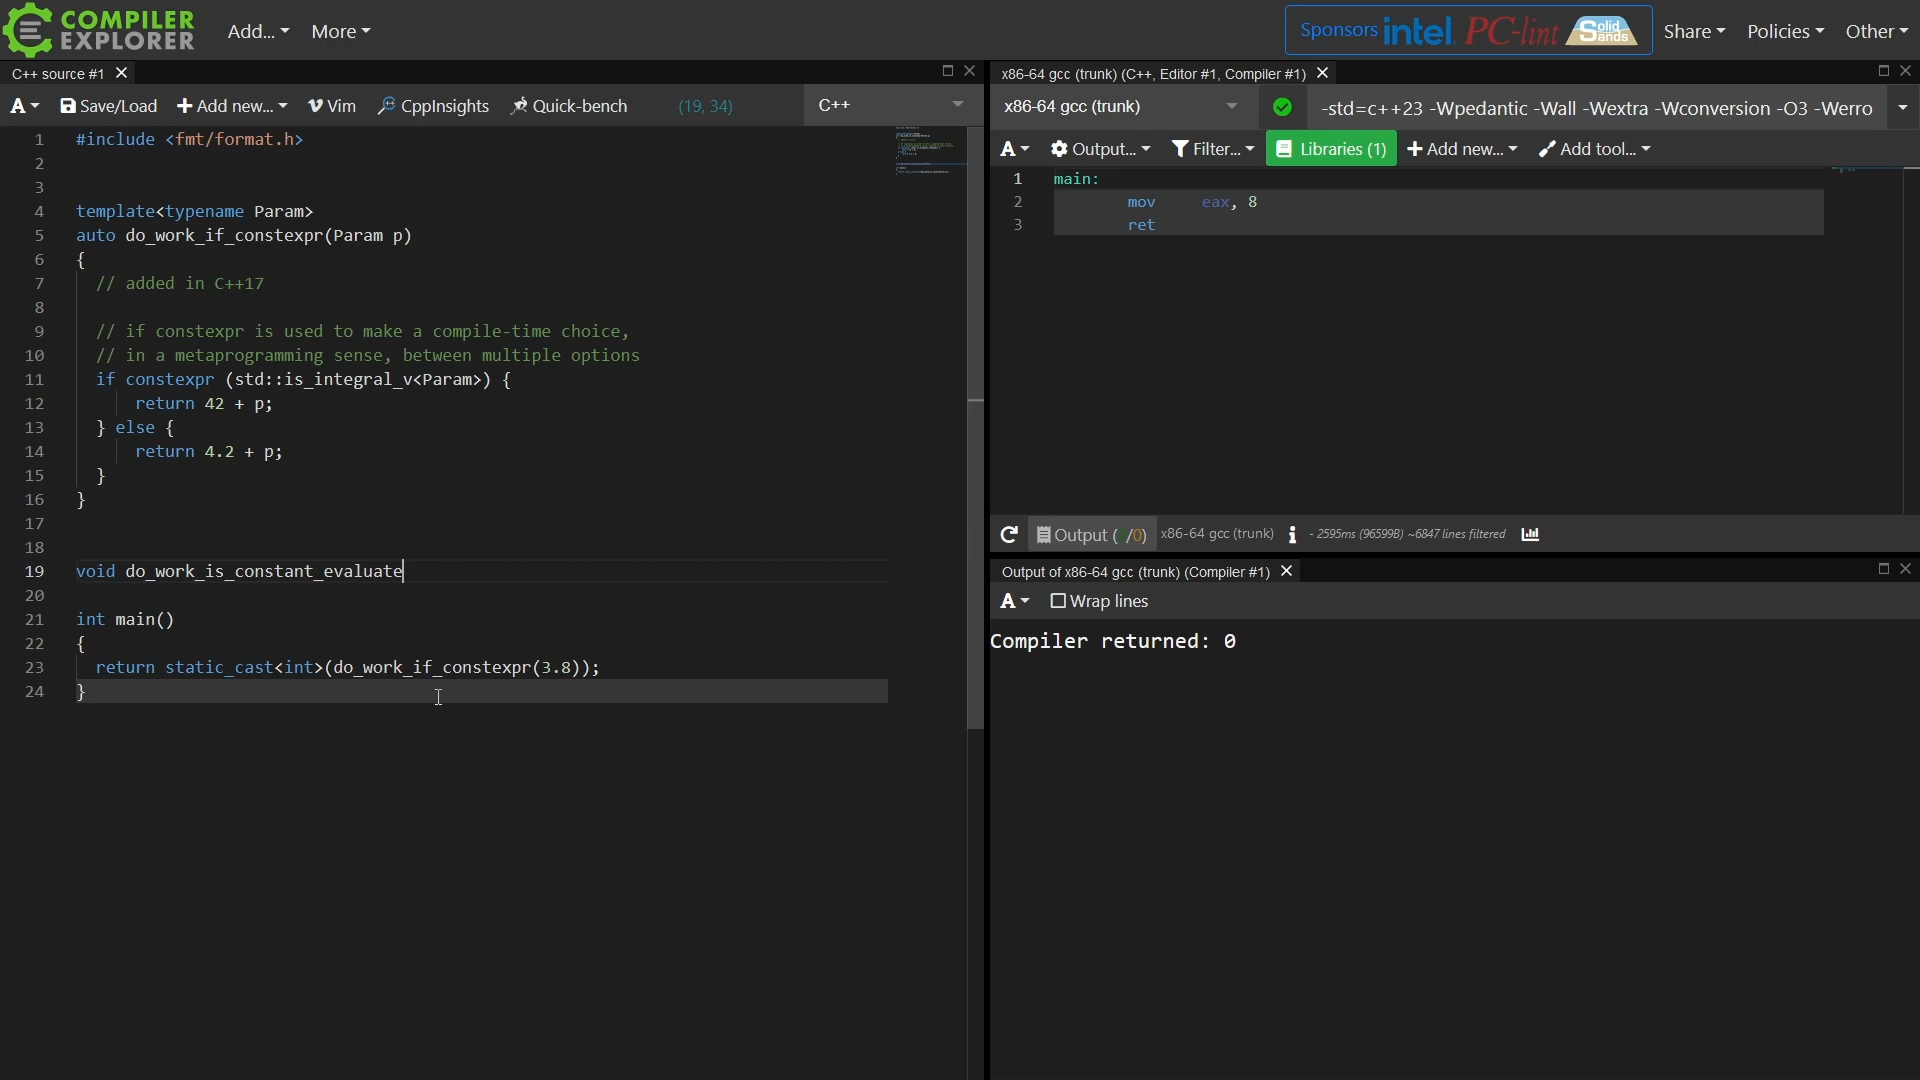 COMPILER
EXPLORER
Add...
More
Sponsors intel. PC-lint Solid Sands
Share
Policies
Other
C++ source #1
A
Save/Load
Add new...
Vim
CppInsights
Quick-bench
(19, 34)
C++
1 #include <fmt/format.h>
2
3
4 template<typename Param>
5 auto do_work_if_constexpr(Param p)
6 {
7 // added in C++17
8
9 // if constexpr is used to make a compile-time choice,
10 // in a metaprogramming sense, between multiple options
11 if constexpr (std::is_integral_v<Param>) {
12 return 42 + p;
13 } else {
14 return 4.2 + p;
15 }
16 }
17
18
19 void do_work_is_constant_evaluate
20
21 int main()
22 {
23 return static_cast<int>(do_work_if_constexpr(3.8));
24 }
x86-64 gcc (trunk) (C++, Editor #1, Compiler #1)
x86-64 gcc (trunk)
-std=c++23 -Wpedantic -Wall -Wextra -Wconversion -O3 -Werro
A
Output...
Filter...
Libraries (1)
Add new...
Add tool...
1 main:
2 mov eax, 8
3 ret
Output ( /0)
x86-64 gcc (trunk)
- 2595ms (96599B) ~6847 lines filtered
Output of x86-64 gcc (trunk) (Compiler #1)
A
Wrap lines
Compiler returned: 0